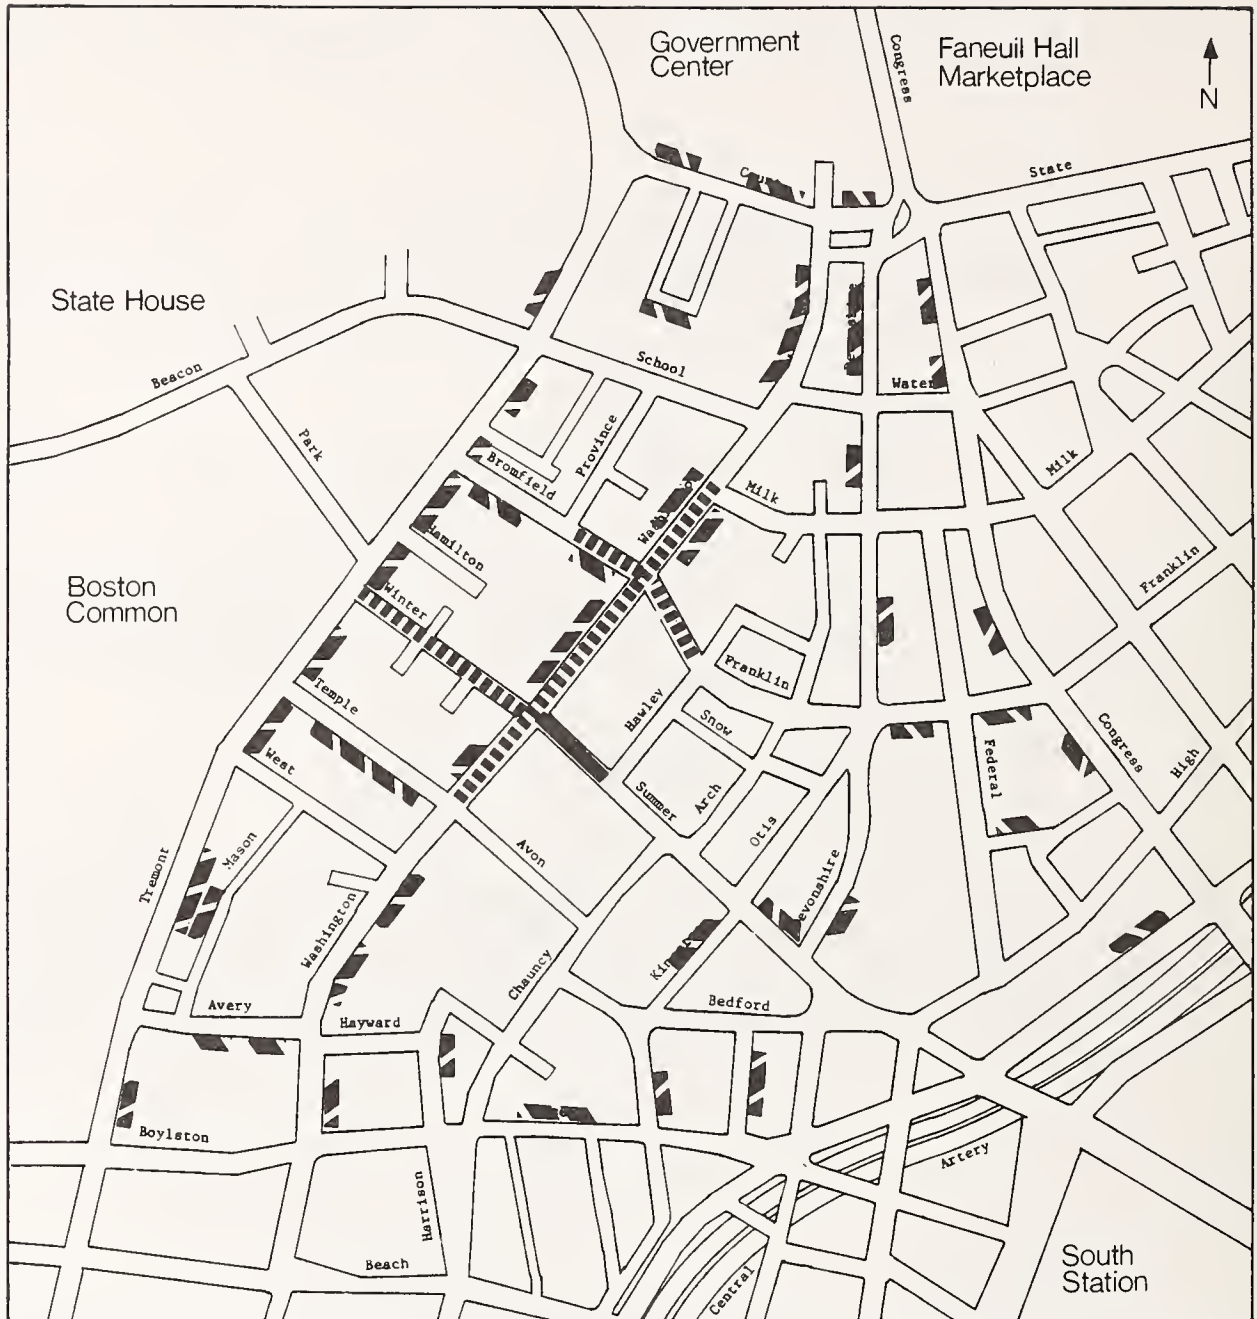 Government
Center
Congress
Faneuil Hall
Marketplace
N
State
State House
Beacon
School
Water
Park
Province
Bromfield
Milk
Milk
Hamilton
Boston
Common
Winter
Franklin
Franklin
Temple
Hawley
Snow
Congress
High
Federal
West
Summer
Arch
Otis
Mason
Avon
Tremont
Devonshire
Washington
Chauncy
Avery
Hayward
Bedford
Boylston
Artery
Harrison
Beach
South
Station
Central